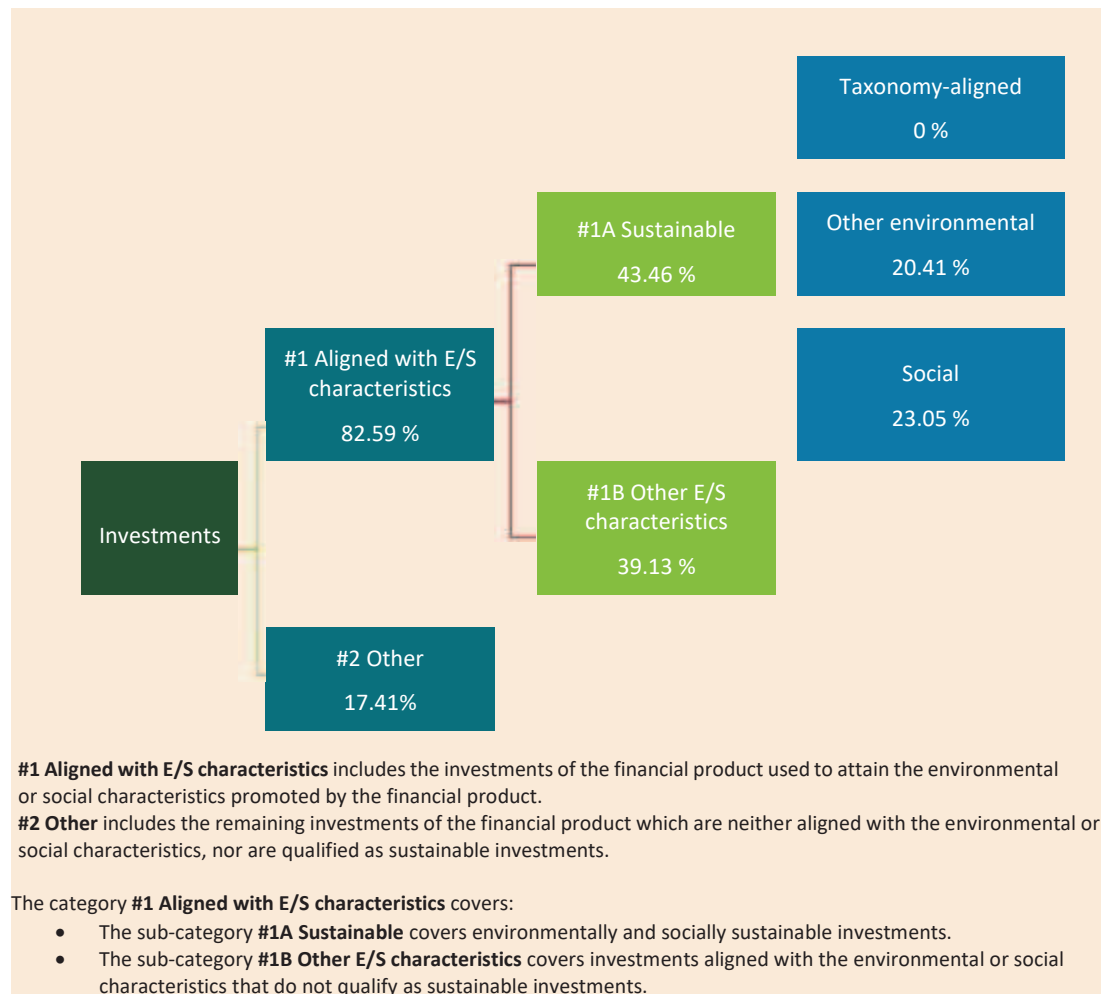 Taxonomy-aligned
0 %
#1A Sustainable
43.46 %
Other environmental
20.41 %
#1 Aligned with E/S
characteristics
82.59 %
Social
23.05 %
Investments
#1B Other E/S
characteristics
39.13 %
#2 Other
17.41%
#1 Aligned with E/S characteristics includes the investments of the financial product used to attain the environmental
or social characteristics promoted by the financial product.
#2 Other includes the remaining investments of the financial product which are neither aligned with the environmental or
social characteristics, nor are qualified as sustainable investments.
The category #1 Aligned with E/S characteristics covers:
• The sub-category #1A Sustainable covers environmentally and socially sustainable investments.
• The sub-category #1B Other E/S characteristics covers investments aligned with the environmental or social
characteristics that do not qualify as sustainable investments.